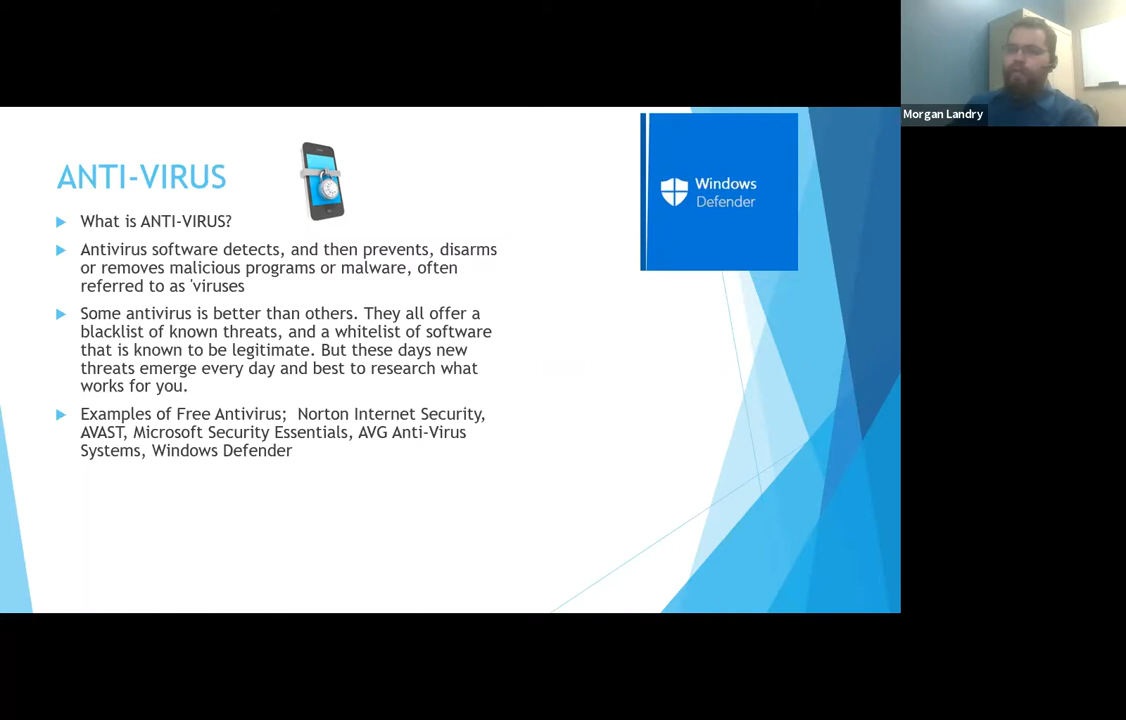 Morgan Landry
ANTI-VIRUS
Windows
Defender
What is ANTI-VIRUS?
Antivirus software detects, and then prevents, disarms
or removes malicious programs or malware, often
referred to as 'viruses
Some antivirus is better than others. They all offer a
blacklist of known threats, and a whitelist of software
that is known to be legitimate. But these days new
threats emerge every day and best to research what
works for you.
Examples of Free Antivirus;  Norton Internet Security,
AVAST, Microsoft Security Essentials, AVG Anti-Virus
Systems, Windows Defender